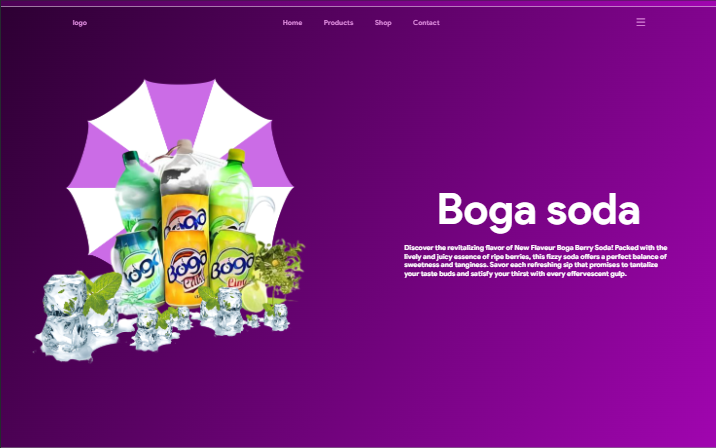 logo
Home
Products
Shop
Contact
Boga
Boga
Boga
Boga
Lim
Boga soda
Discover the revitalizing flavor of New Flaveur Boga Berry Soda! Packed with the
lively and juicy essence of ripe berries, this fizzy soda offers a perfect balance of
sweetness and tanginess. Savor each refreshing sip that promises to tantalize
your taste buds and satisfy your thirst with every effervescent gulp.